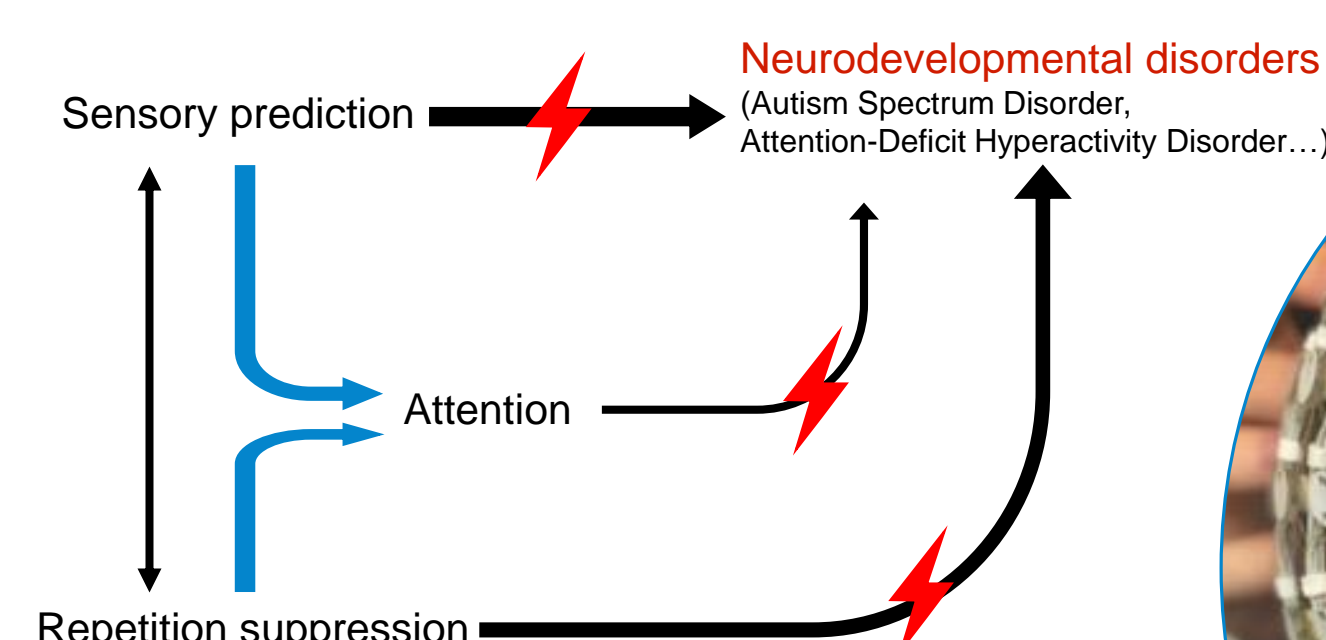 Neurodevelopmental disorders
Sensory prediction
(Autism Spectrum Disorder,
Attention-Deficit Hyperactivity Disorder…)
Attention
Repetition suppression